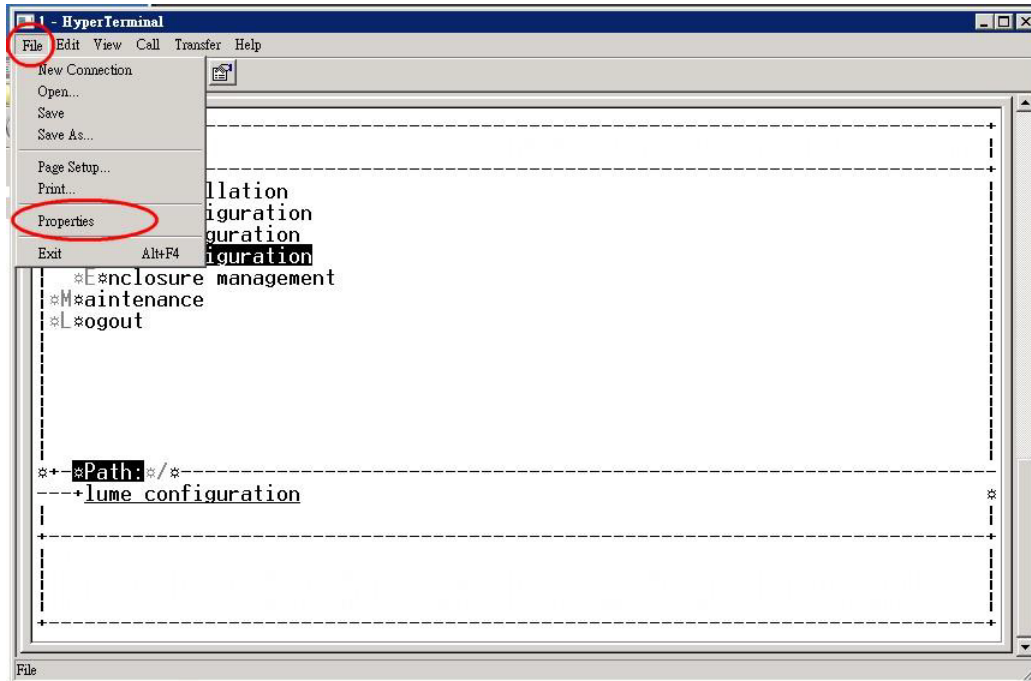 1 - HyperTerminal
File Edit View Call Transfer Help
New Connection
Open...
Save
Save As...
Page Setup...
Print...
Properties
Exit Alt+F4
llation
iguration
guration
iguration
¤E¤nclosure management
¤M¤aintenance
¤L¤ogout
¤+-¤Path:¤/¤
---+lume configuration ¤
File